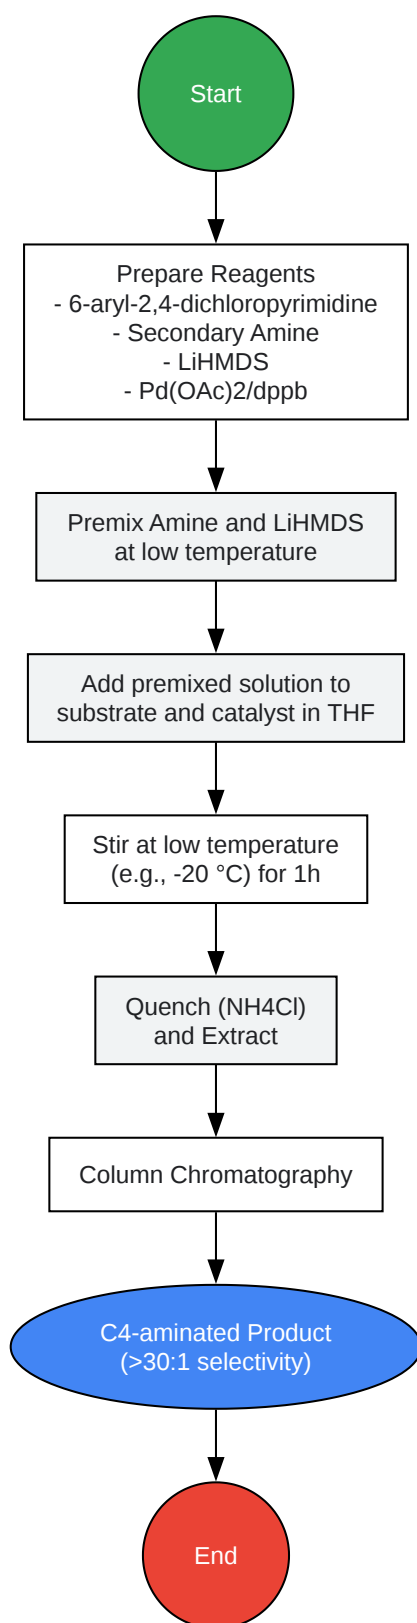 Start
Prepare Reagents
- 6-aryl-2,4-dichloropyrimidine
- Secondary Amine
- LiHMDS
- Pd(OAc)2/dppb
Premix Amine and LiHMDS
at low temperature
Add premixed solution to
substrate and catalyst in THF
Stir at low temperature
(e.g., -20 °C) for 1h
Quench (NH4Cl)
and Extract
Column Chromatography
C4-aminated Product
(>30:1 selectivity)
End